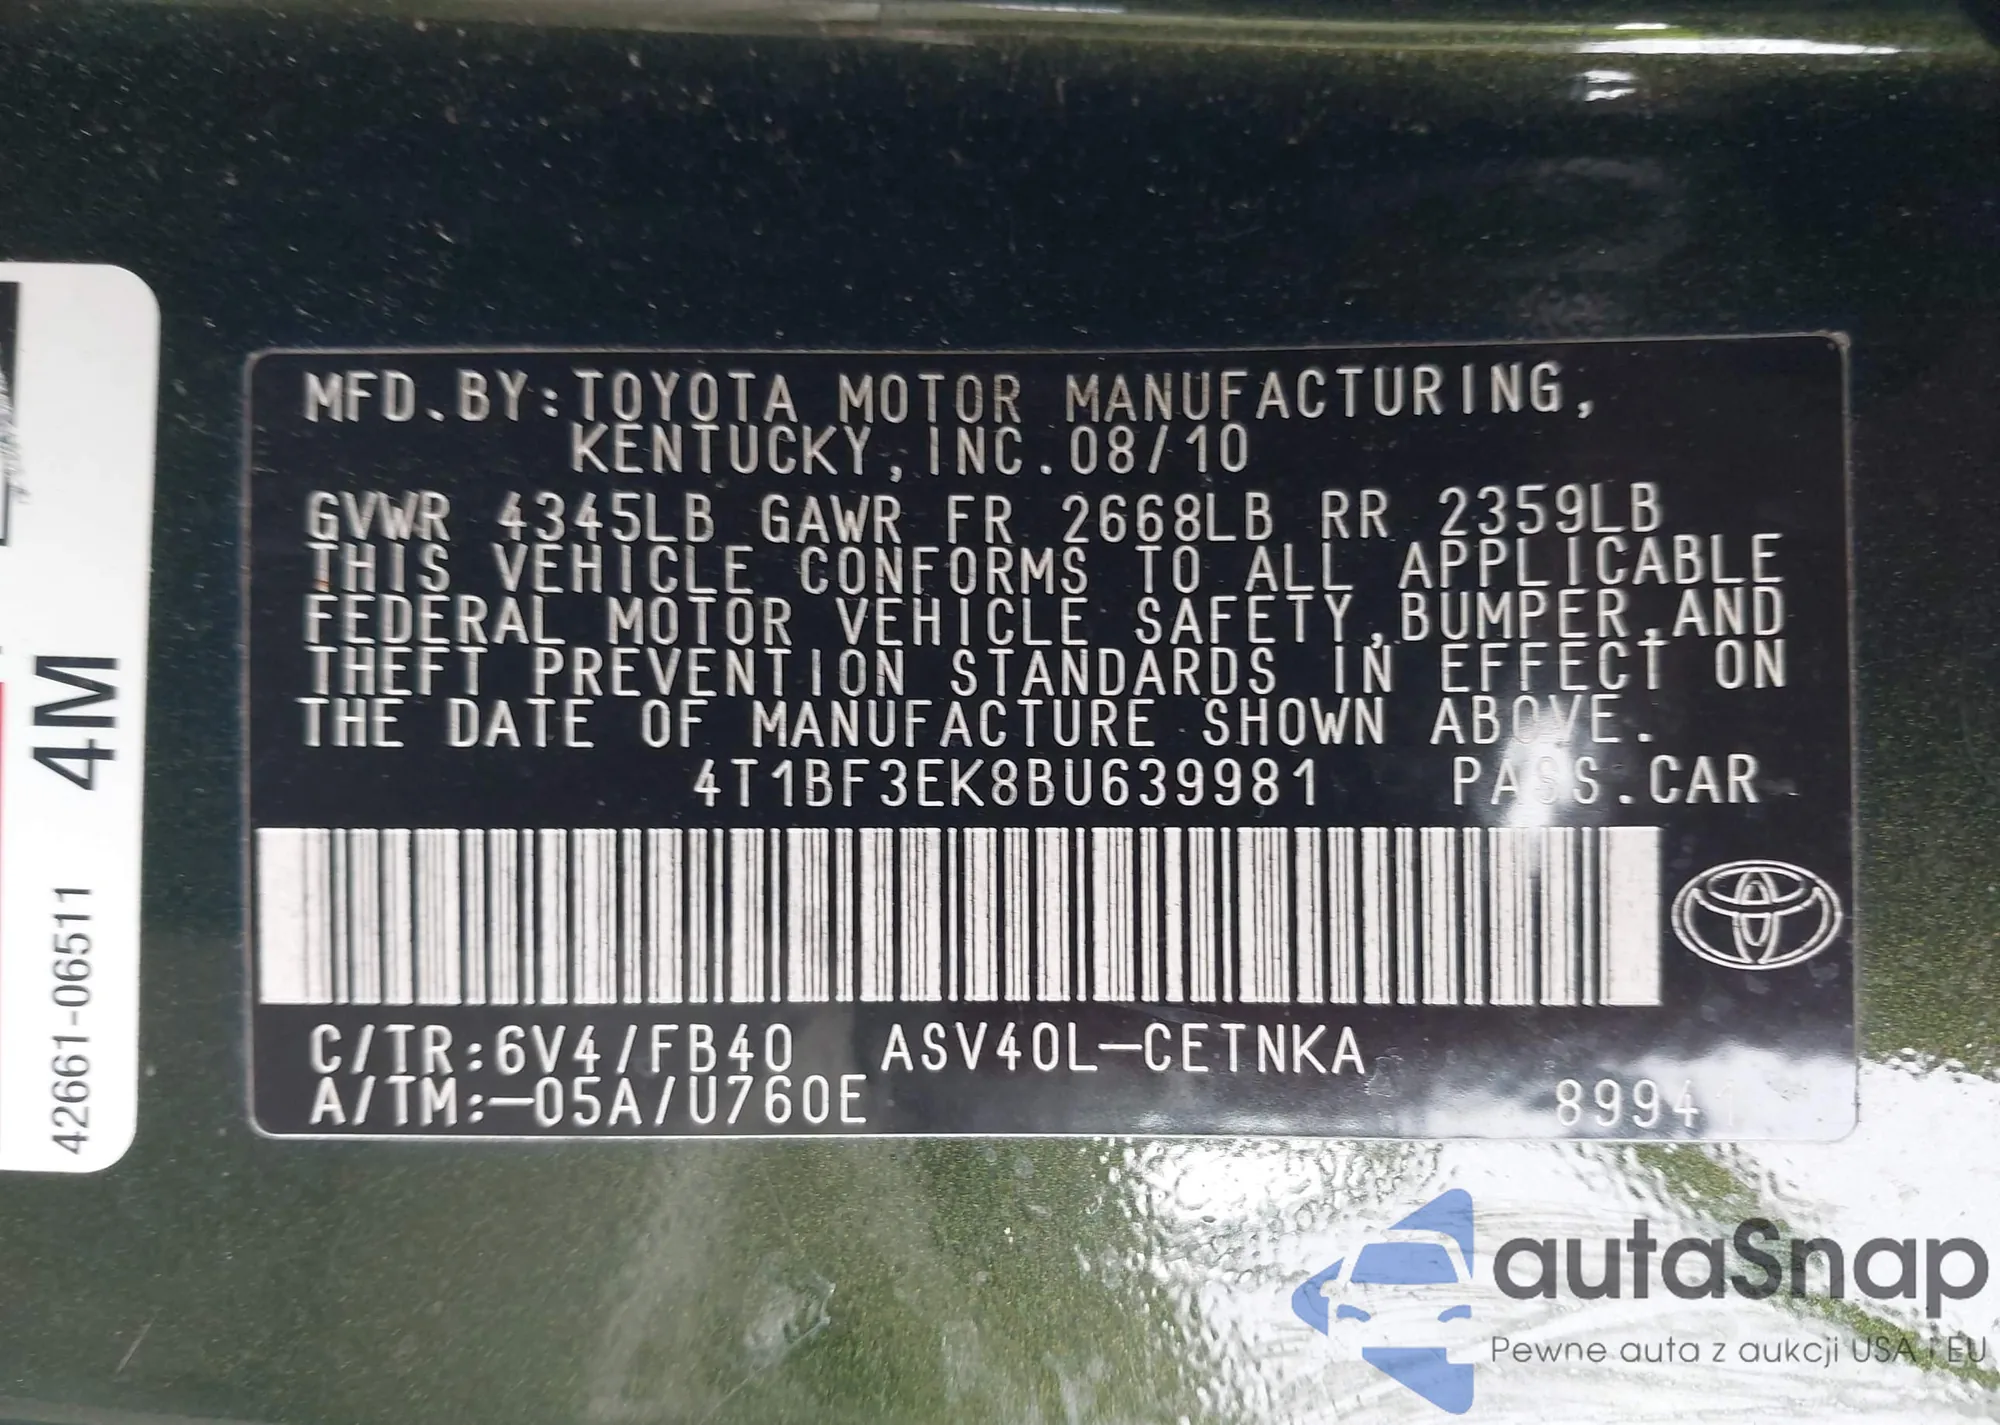 MFD.BY:TOYOTA MOTOR MANUFACTURING,
KENTUCKY,INC.08/10
GVWR 4345LB GAWR FR 2668LB RR 2359LB
THIS VEHICLE CONFORMS TO ALL APPLICABLE
FEDERAL MOTOR VEHICLE SAFETY,BUMPER,AND
THEFT PREVENTION STANDARDS IN EFFECT ON
THE DATE OF MANUFACTURE SHOWN ABOVE.
4T1BF3EK8BU639981 PASS.CAR
C/TR:6V4/FB40 ASV40L-CETNKA
A/TM:-05A/U760E
89941
4M
42661-06511
autaSnap
Pewne auta z aukcji USA i EU